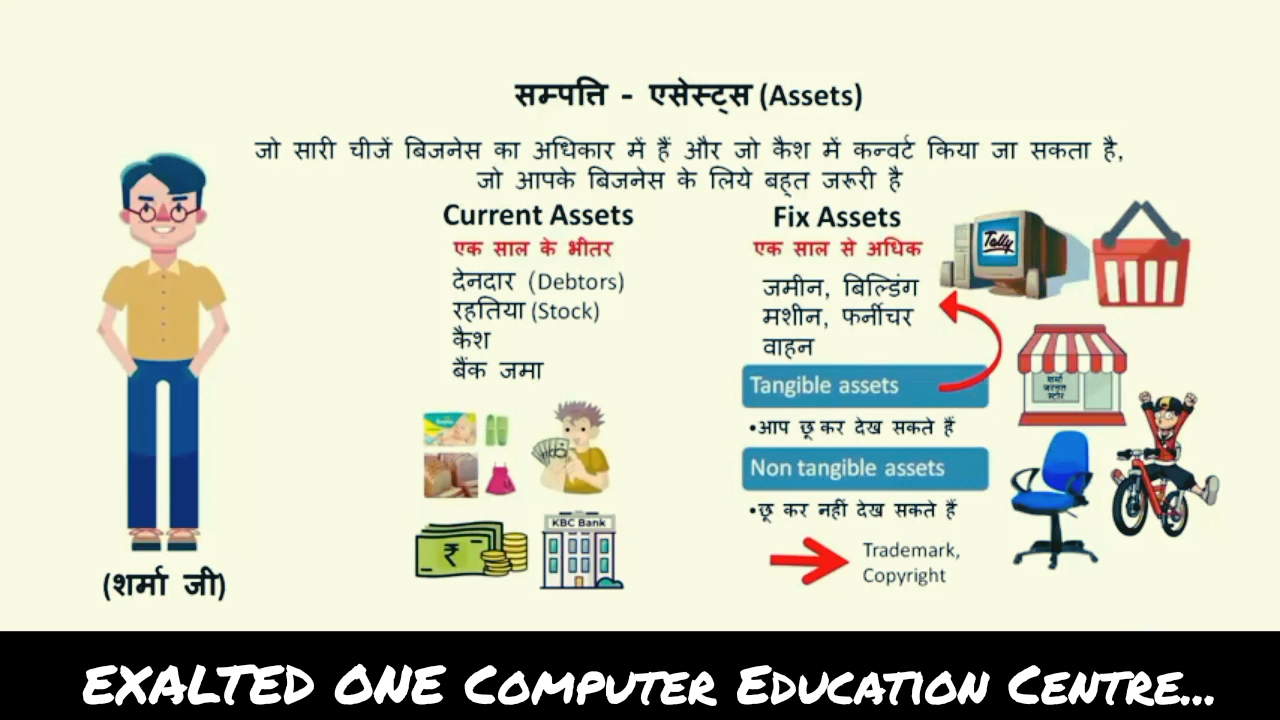 सम्पत्ति - एसेस्ट्स (Assets)
जो सारी चीजें बिजनेस का अधिकार में हैं और जो कैश में कन्वर्ट किया जा सकता है,
जो आपके बिजनेस के लिये बहुत जरूरी है
Current Assets
एक साल के भीतर
देनदार (Debtors)
रहतिया (Stock)
कैश
बैंक जमा
KBC Bank
₹
Fix Assets
एक साल से अधिक
जमीन, बिल्डिंग
मशीन, फर्नीचर
वाहन
Tangible assets
•आप छू कर देख सकते हैं
Non tangible assets
•छू कर नहीं देख सकते हैं
Trademark,
Copyright
Tally
शर्मा
जनरल
स्टोर
(शर्मा जी)
EXALTED ONE COMPUTER EDUCATION CENTRE...